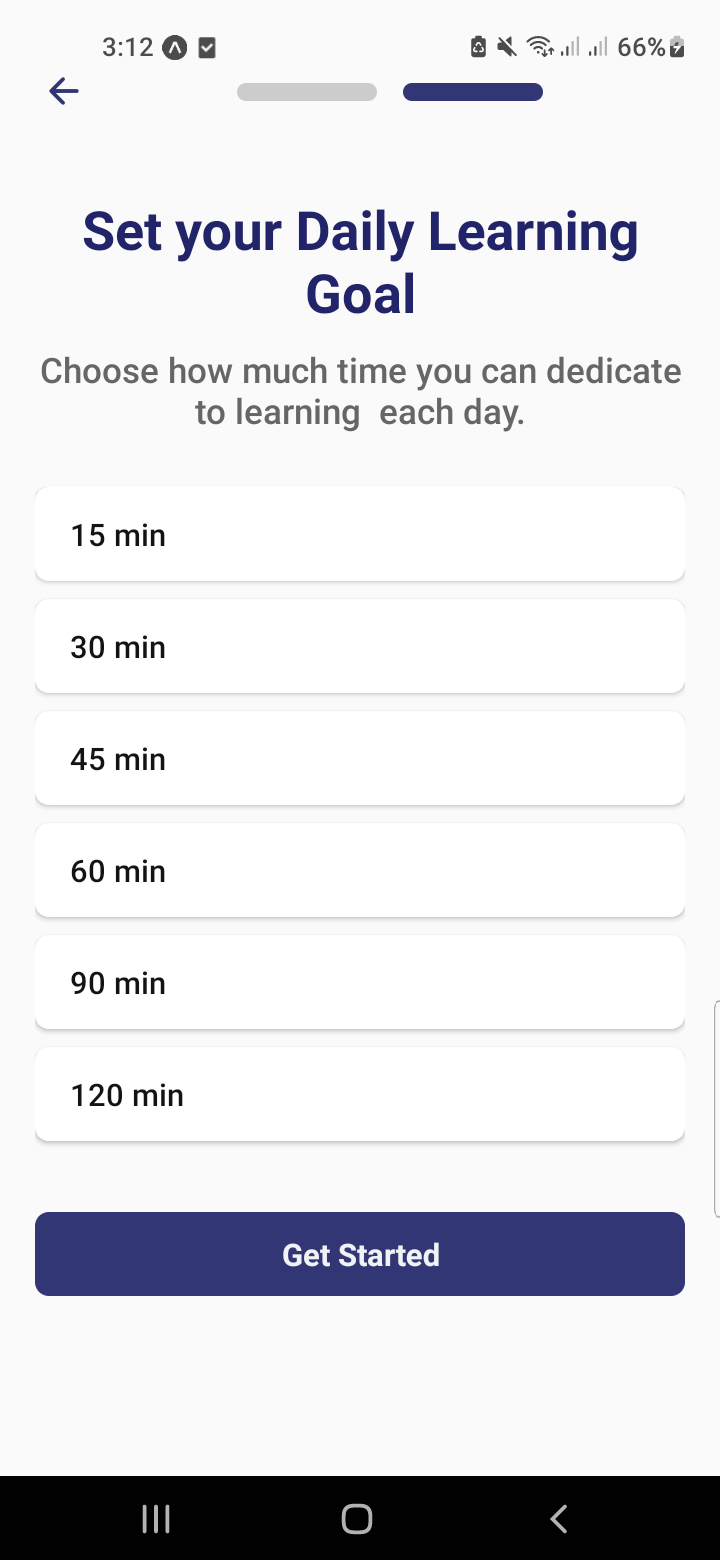 3:12 66%
Set your Daily Learning
Goal
Choose how much time you can dedicate
to learning  each day.
15 min
30 min
45 min
60 min
90 min
120 min
Get Started